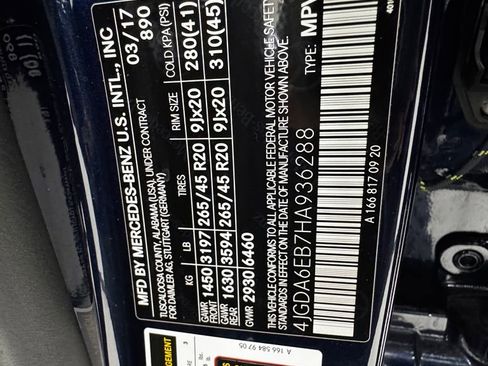 MFD BY MERCEDES-BENZ U.S. INTL., INC
TUSCALOOSA COUNTY, ALABAMA (USA), UNDER CONTRACT
FOR DAIMLER AG, STUTTGART (GERMANY)
03/17
890
KG LB TIRES RIM SIZE COLD KPA (PSI)
GAWR FRONT 1450 3197 265/45 R20 9Jx20 280(41)
GAWR REAR 1630 3594 265/45 R20 9Jx20 310(45)
GVWR 2930 6460
THIS VEHICLE CONFORMS TO ALL APPLICABLE FEDERAL MOTOR VEHICLE SAFETY
STANDARDS IN EFFECT ON THE DATE OF MANUFACTURE SHOWN ABOVE.
4JGDA6EB7HA936288
TYPE: MPV
A 166 817 09 20
A 166 584 97 05